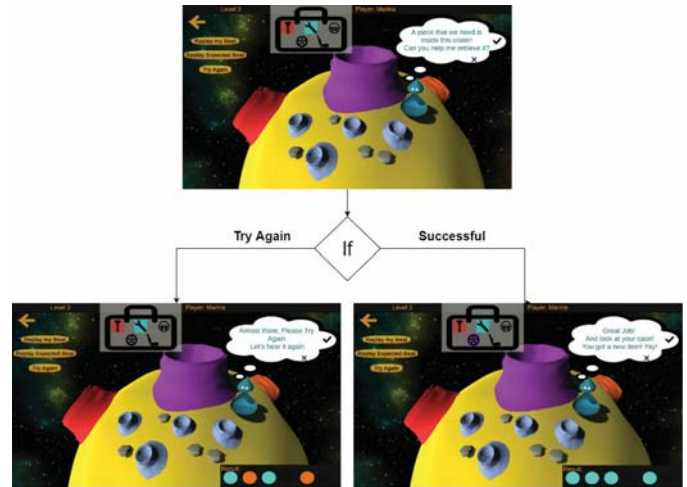 Level 3
Player: Marina
Replay my Beat
Replay Expected Beat
Try Again
A piece that we need is
inside this crater!
Can you help me retrieve it?
If
Try Again
Successful
Level 3
Player: Marina
Replay my Beat
Replay Expected Beat
Try Again
Almost there, Please Try
Again
Let's hear it again
Result:
Level 3
Player: Marina
Replay my Beat
Replay Expected Beat
Try Again
Great Job!
And look at your case!
You got a new item! Yay!
Result: